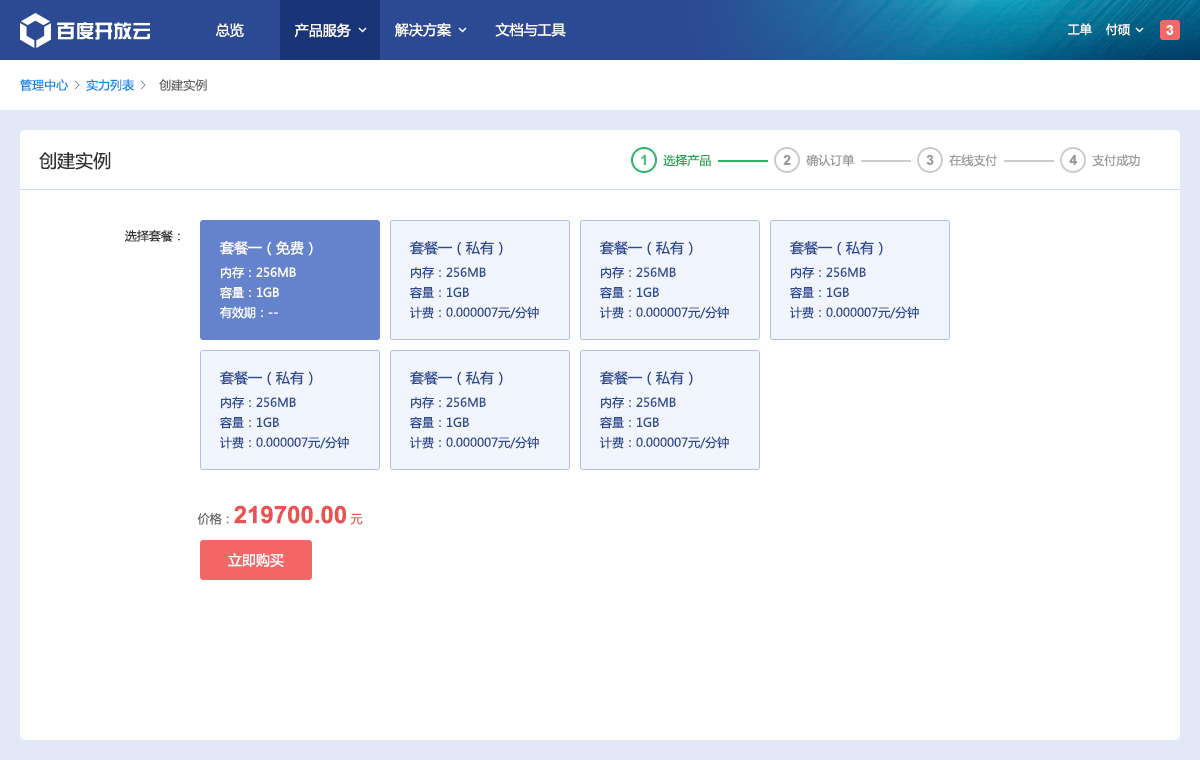 百度开放云 总览 产品服务 解决方案 文档与工具 工单 付硕 3
管理中心 > 实力列表 > 创建实例
创建实例 1 选择产品 2 确认订单 3 在线支付 4 支付成功
选择套餐：
套餐一（免费）
内存：256MB
容量：1GB
有效期：--
套餐一（私有）
内存：256MB
容量：1GB
计费：0.000007元/分钟
套餐一（私有）
内存：256MB
容量：1GB
计费：0.000007元/分钟
套餐一（私有）
内存：256MB
容量：1GB
计费：0.000007元/分钟
套餐一（私有）
内存：256MB
容量：1GB
计费：0.000007元/分钟
套餐一（私有）
内存：256MB
容量：1GB
计费：0.000007元/分钟
套餐一（私有）
内存：256MB
容量：1GB
计费：0.000007元/分钟
价格：219700.00 元
立即购买